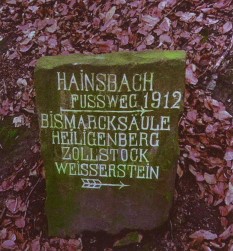 HAINSBACH
FUSSWEG 1912
BISMARCKSÄULE
HEILIGENBERG
ZOLLSTOCK
WEISSERSTEIN